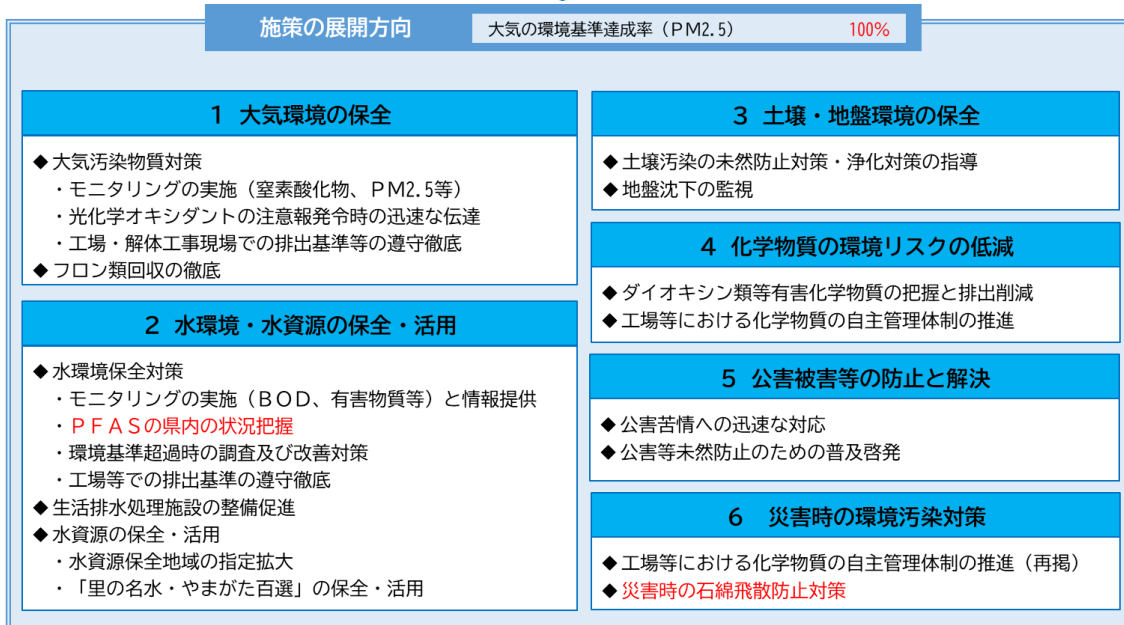 施策の展開方向
大気の環境基準達成率（ＰＭ2.5） 100%
1 大気環境の保全
◆大気汚染物質対策
・モニタリングの実施（窒素酸化物、ＰＭ2.5等）
・光化学オキシダントの注意報発令時の迅速な伝達
・工場・解体工事現場での排出基準等の遵守徹底
◆フロン類回収の徹底
2 水環境・水資源の保全・活用
◆水環境保全対策
・モニタリングの実施（ＢＯＤ、有害物質等）と情報提供
・ＰＦＡＳの県内の状況把握
・環境基準超過時の調査及び改善対策
・工場等での排出基準の遵守徹底
◆生活排水処理施設の整備促進
◆水資源の保全・活用
・水資源保全地域の指定拡大
・「里の名水・やまがた百選」の保全・活用
3 土壌・地盤環境の保全
◆土壌汚染の未然防止対策・浄化対策の指導
◆地盤沈下の監視
4 化学物質の環境リスクの低減
◆ダイオキシン類等有害化学物質の把握と排出削減
◆工場等における化学物質の自主管理体制の推進
5 公害被害等の防止と解決
◆公害苦情への迅速な対応
◆公害等未然防止のための普及啓発
6 災害時の環境汚染対策
◆工場等における化学物質の自主管理体制の推進（再掲）
◆災害時の石綿飛散防止対策